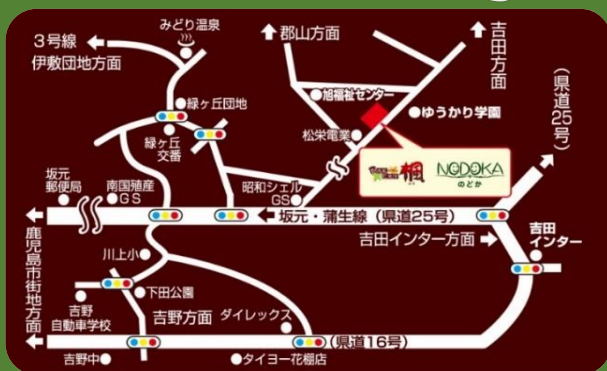 みどり温泉
3号線
伊敷団地方面
郡山方面
吉田方面
(県道25号)
旭福祉センター
ゆうかり学園
緑ヶ丘団地
松栄電業
緑ヶ丘
交番
楓
NODOKA
のどか
坂元
郵便局
南国殖産
GS
昭和シェル
GS
坂元・蒲生線(県道25号)
鹿児島市街地方面
吉田インター方面
吉田
インター
川上小
下田公園
吉野
自動車学校
吉野方面
ダイレックス
(県道16号)
吉野中
タイヨー花棚店